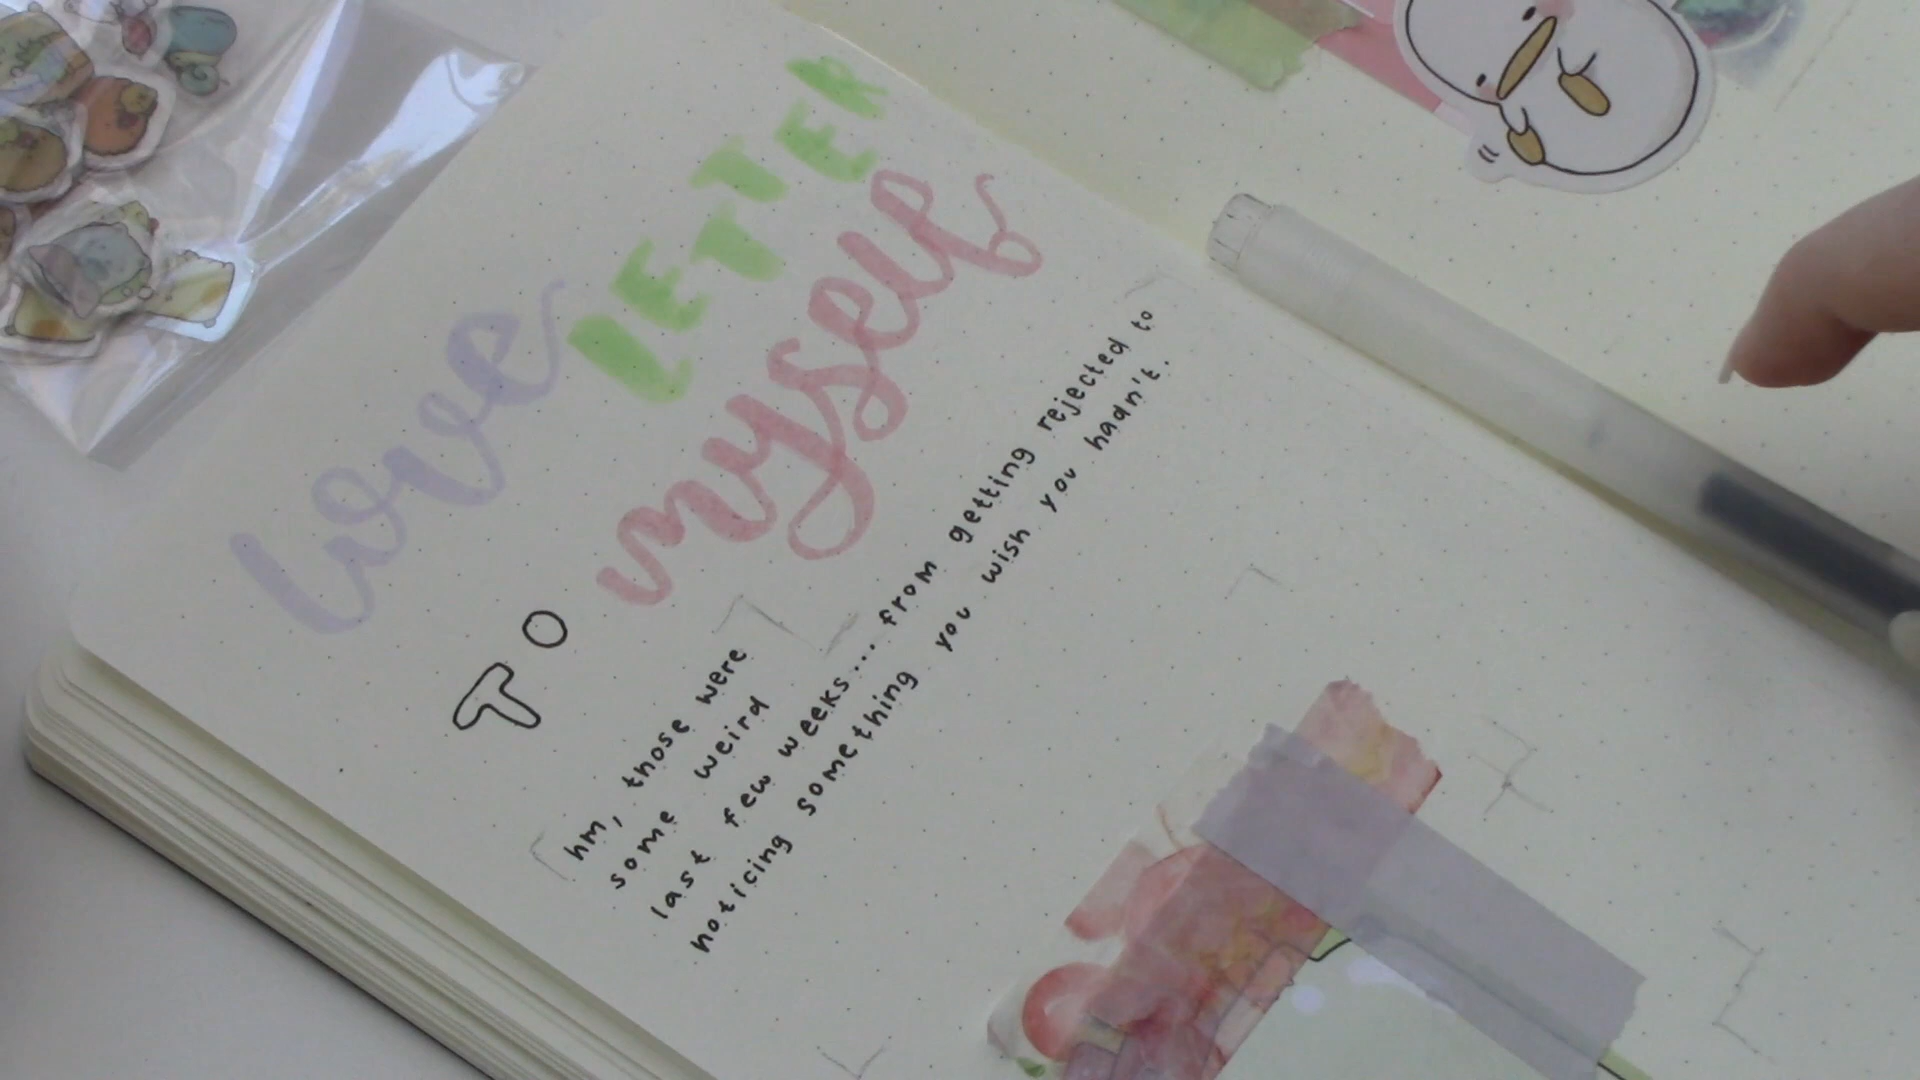 love LETTER
TO myself
hm, those were
some weird
last few weeks... from getting rejected to
noticing something you wish you hadn't.